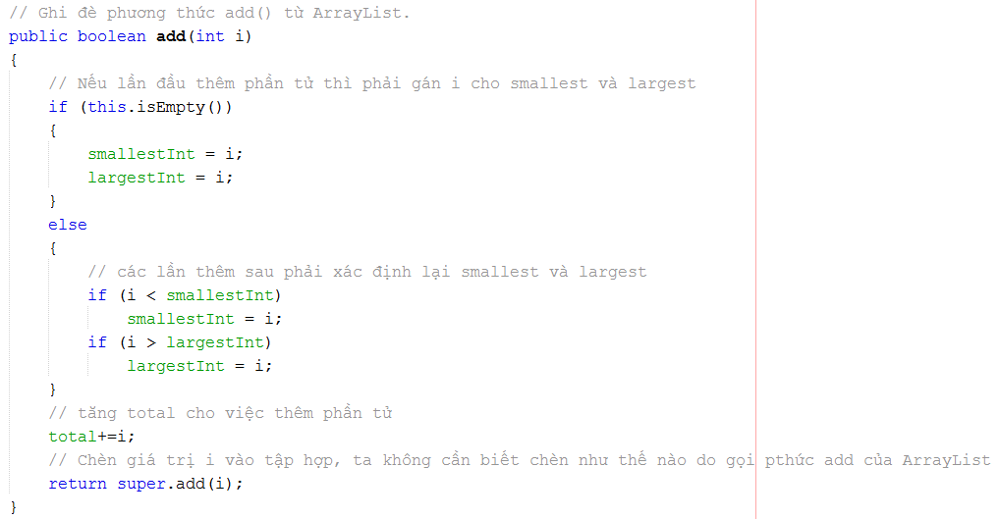 // Ghi đè phương thức add() từ ArrayList.
public boolean add(int i)
{
// Nếu lần đầu thêm phần tử thì phải gán i cho smallest và largest
if (this.isEmpty())
{
smallestInt = i;
largestInt = i;
}
else
{
// các lần thêm sau phải xác định lại smallest và largest
if (i < smallestInt)
smallestInt = i;
if (i > largestInt)
largestInt = i;
}
// tăng total cho việc thêm phần tử
total+=i;
// Chèn giá trị i vào tập hợp, ta không cần biết chèn như thế nào do gọi pthức add của ArrayList
return super.add(i);
}